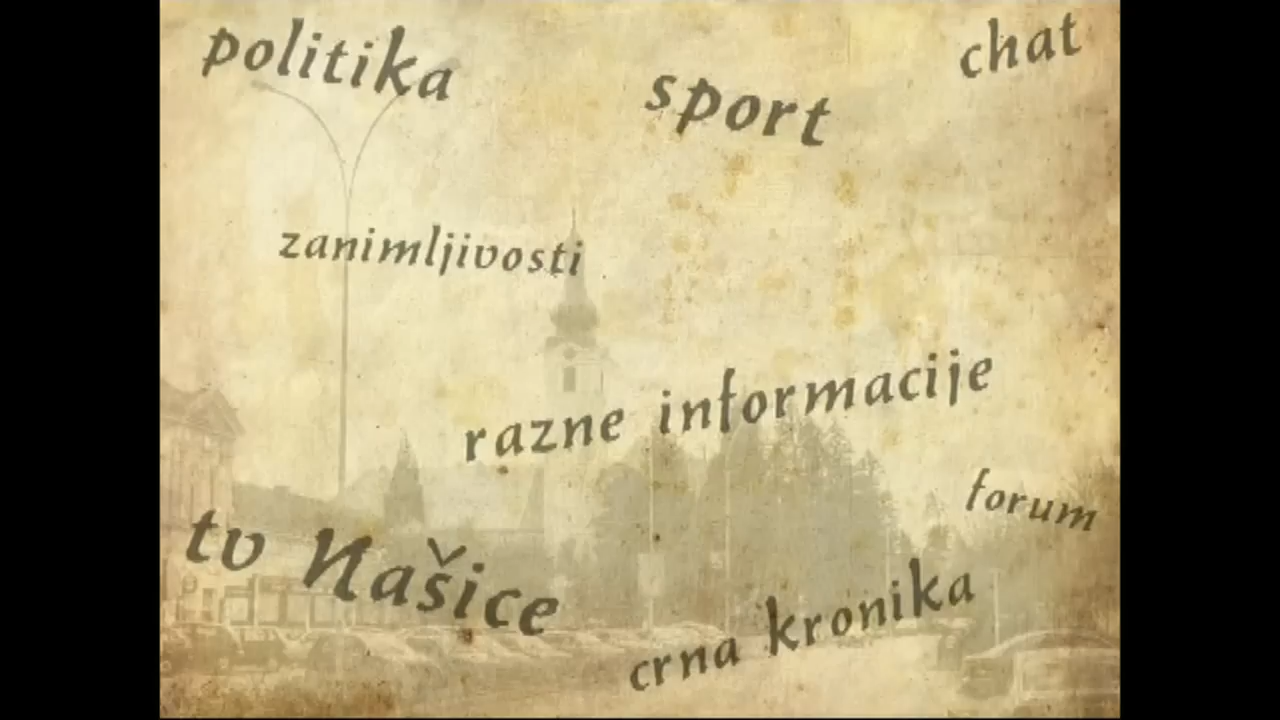 politika
sport
chat
zanimljivosti
razne informacije
forum
tv Našice
crna kronika